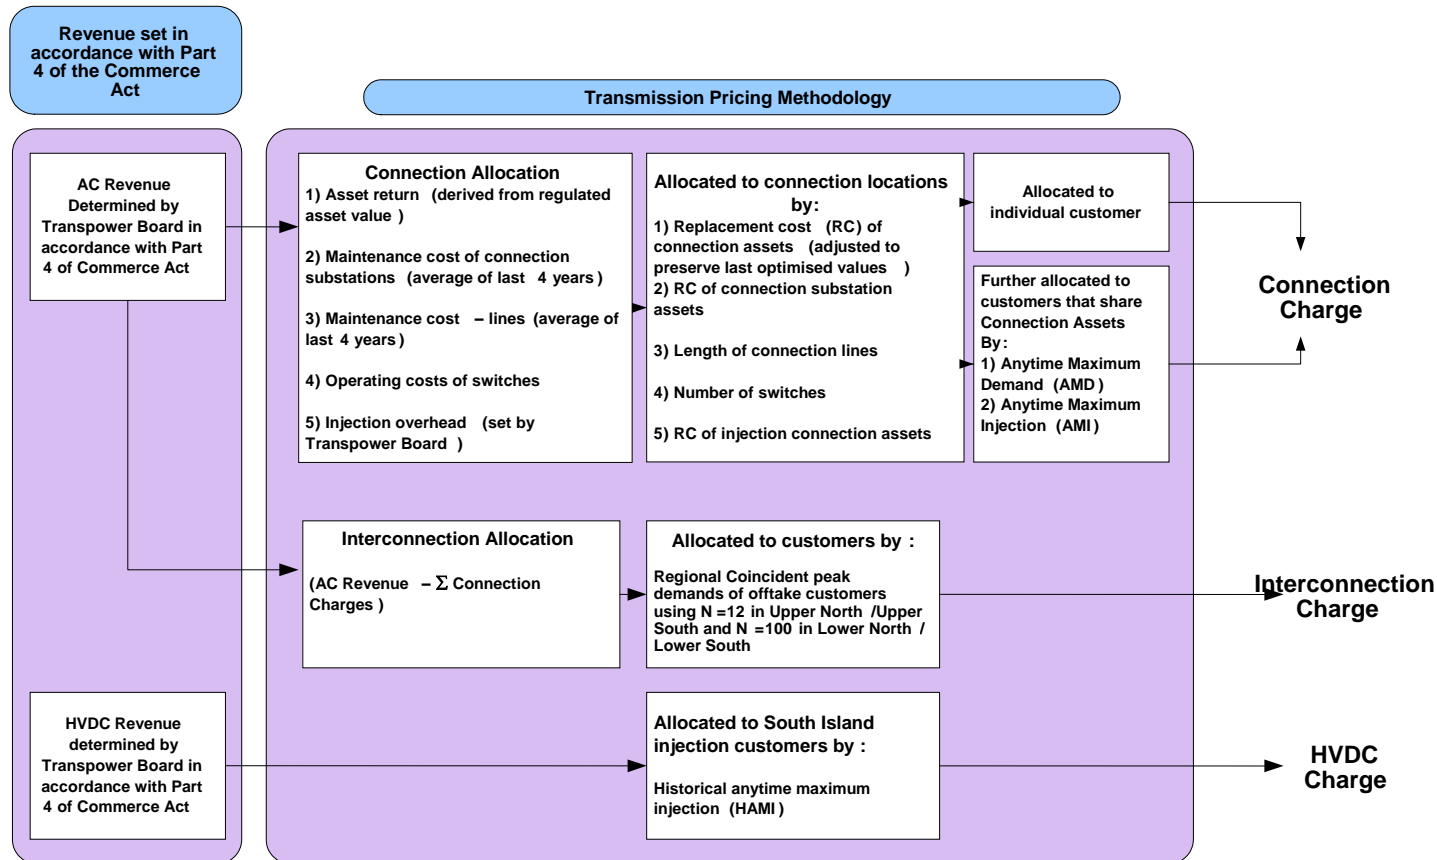 Revenue set in
accordance with Part
4 of the Commerce
Act
Transmission Pricing Methodology
AC Revenue
Determined by
Transpower Board in
accordance with Part
4 of Commerce Act
Connection Allocation
1) Asset return (derived from regulated
asset value )
2) Maintenance cost of connection
substations (average of last 4 years )
3) Maintenance cost – lines (average of
last 4 years )
4) Operating costs of switches
5) Injection overhead (set by
Transpower Board )
Allocated to connection locations
by:
1) Replacement cost (RC) of
connection assets (adjusted to
preserve last optimised values )
2) RC of connection substation
assets
3) Length of connection lines
4) Number of switches
5) RC of injection connection assets
Allocated to
individual customer
Further allocated to
customers that share
Connection Assets
By:
1) Anytime Maximum
Demand (AMD)
2) Anytime Maximum
Injection (AMI)
Connection
Charge
Interconnection Allocation
(AC Revenue – Σ Connection
Charges )
Allocated to customers by :
Regional Coincident peak
demands of offtake customers
using N =12 in Upper North /Upper
South and N =100 in Lower North /
Lower South
Interconnection
Charge
HVDC Revenue
determined by
Transpower Board in
accordance with Part
4 of Commerce Act
Allocated to South Island
injection customers by :
Historical anytime maximum
injection (HAMI )
HVDC
Charge